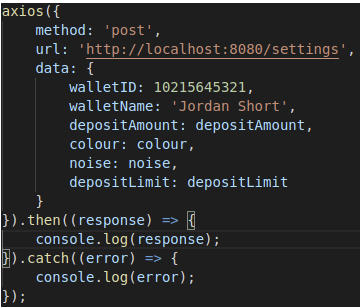 axios({
    method: 'post',
    url: 'http://localhost:8080/settings',
    data: {
        walletID: 10215645321,
        walletName: 'Jordan Short',
        depositAmount: depositAmount,
        colour: colour,
        noise: noise,
        depositLimit: depositLimit
    }
}).then((response) => {
    console.log(response);
}).catch((error) => {
    console.log(error);
});